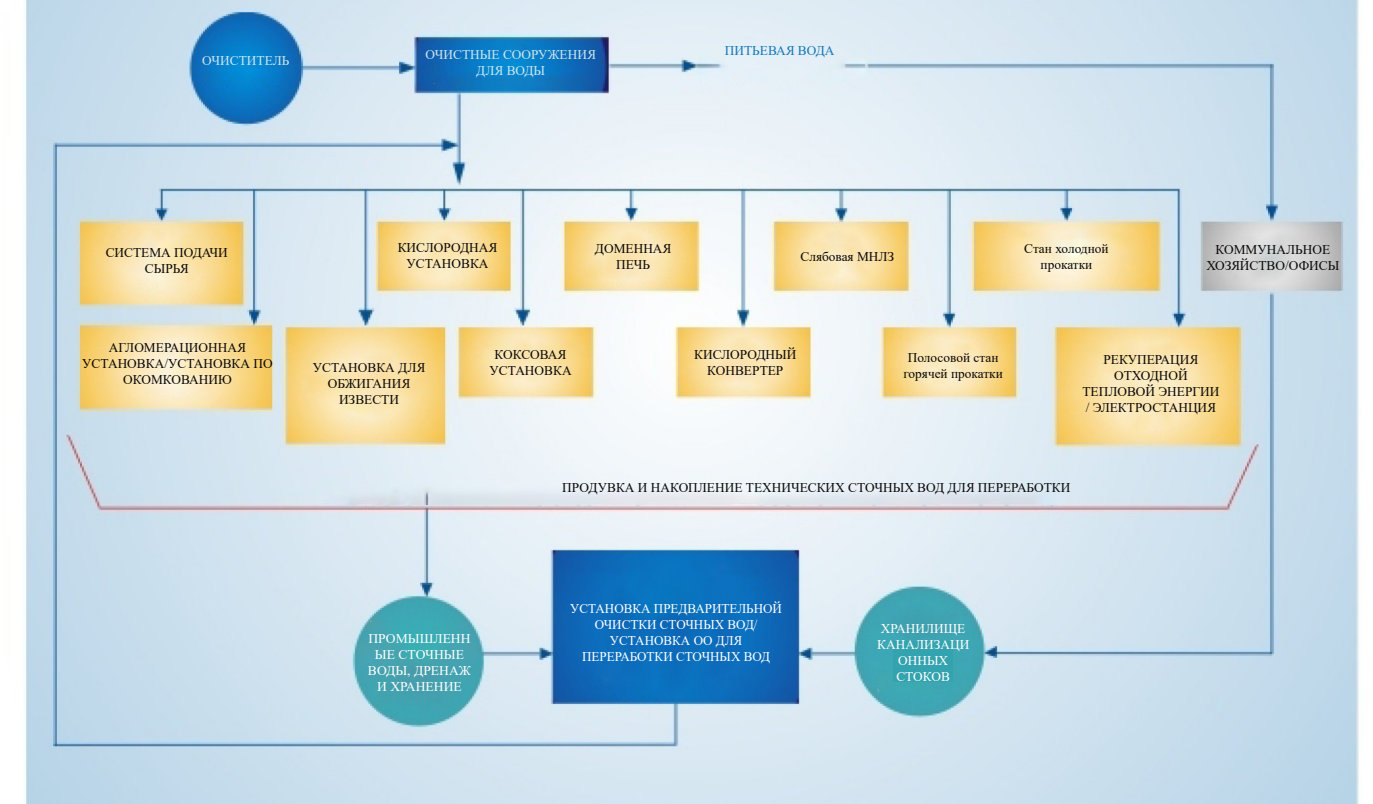 ОЧИСТИТЕЛЬ
ОЧИСТНЫЕ СООРУЖЕНИЯ
ДЛЯ ВОДЫ
ПИТЬЕВАЯ ВОДА
СИСТЕМА ПОДАЧИ
СЫРЬЯ
КИСЛОРОДНАЯ
УСТАНОВКА
ДОМЕННАЯ
ПЕЧЬ
Слябовая МНЛЗ
Стан холодной
прокатки
КОММУНАЛЬНОЕ
ХОЗЯЙСТВО/ОФИСЫ
АГЛОМЕРАЦИОННАЯ
УСТАНОВКА/УСТАНОВКА ПО
ОКОМКОВАНИЮ
УСТАНОВКА ДЛЯ
ОБЖИГАНИЯ
ИЗВЕСТИ
КОКСОВАЯ
УСТАНОВКА
КИСЛОРОДНЫЙ
КОНВЕРТЕР
Полосовой стан
горячей прокатки
РЕКУПЕРАЦИЯ
ОТХОДНОЙ
ТЕПЛОВОЙ ЭНЕРГИИ
/ ЭЛЕКТРОСТАНЦИЯ
ПРОДУВКА И НАКОПЛЕНИЕ ТЕХНИЧЕСКИХ СТОЧНЫХ ВОД ДЛЯ ПЕРЕРАБОТКИ
ПРОМЫШЛЕНН
ЫЕ СТОЧНЫЕ
ВОДЫ, ДРЕНАЖ
И ХРАНЕНИЕ
УСТАНОВКА ПРЕДВАРИТЕЛЬНОЙ
ОЧИСТКИ СТОЧНЫХ ВОД/
УСТАНОВКА ОО ДЛЯ
ПЕРЕРАБОТКИ СТОЧНЫХ ВОД
ХРАНИЛИЩЕ
КАНАЛИЗАЦИ
ОННЫХ
СТОКОВ